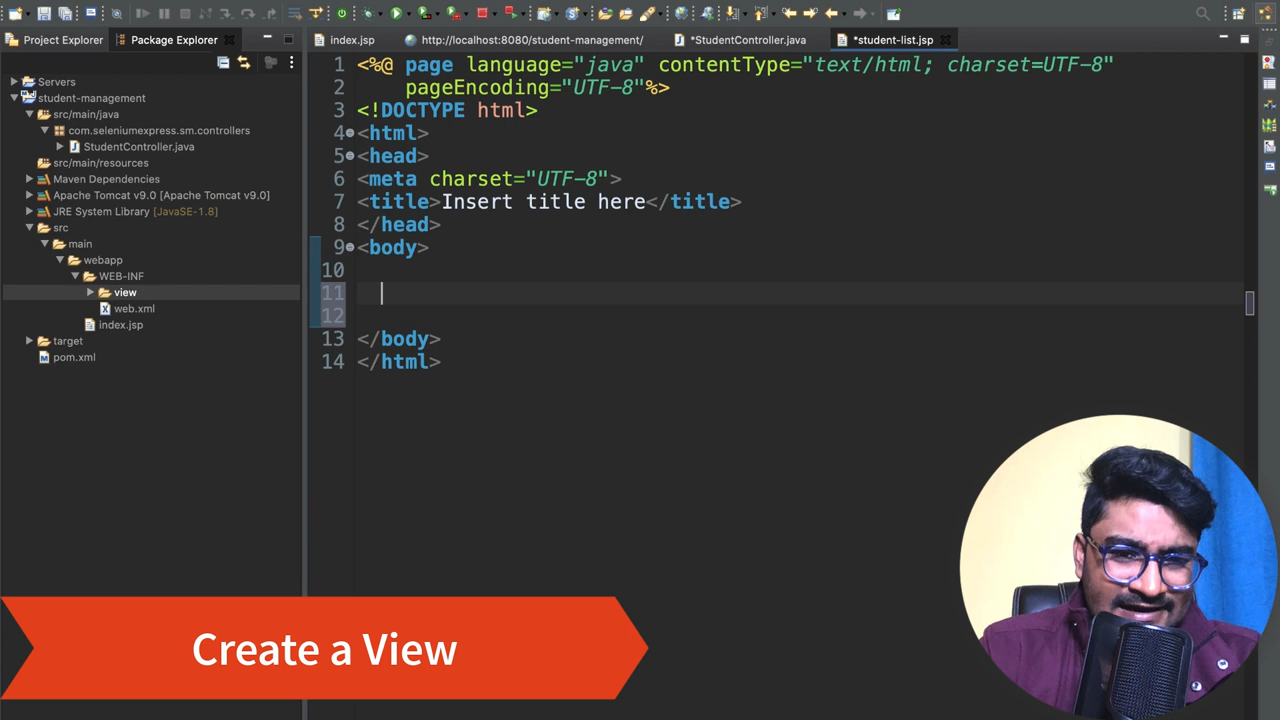 Project Explorer
Package Explorer
index.jsp
http://localhost:8080/student-management/
*StudentController.java
*student-list.jsp
Servers
student-management
src/main/java
com.seleniumexpress.sm.controllers
StudentController.java
src/main/resources
Maven Dependencies
Apache Tomcat v9.0 [Apache Tomcat v9.0]
JRE System Library [JavaSE-1.8]
src
main
webapp
WEB-INF
view
web.xml
index.jsp
target
pom.xml
1 <%@ page language="java" contentType="text/html; charset=UTF-8"
2 pageEncoding="UTF-8"%>
3 <!DOCTYPE html>
4 <html>
5 <head>
6 <meta charset="UTF-8">
7 <title>Insert title here</title>
8 </head>
9 <body>
10
11
12
13 </body>
14 </html>
Create a View